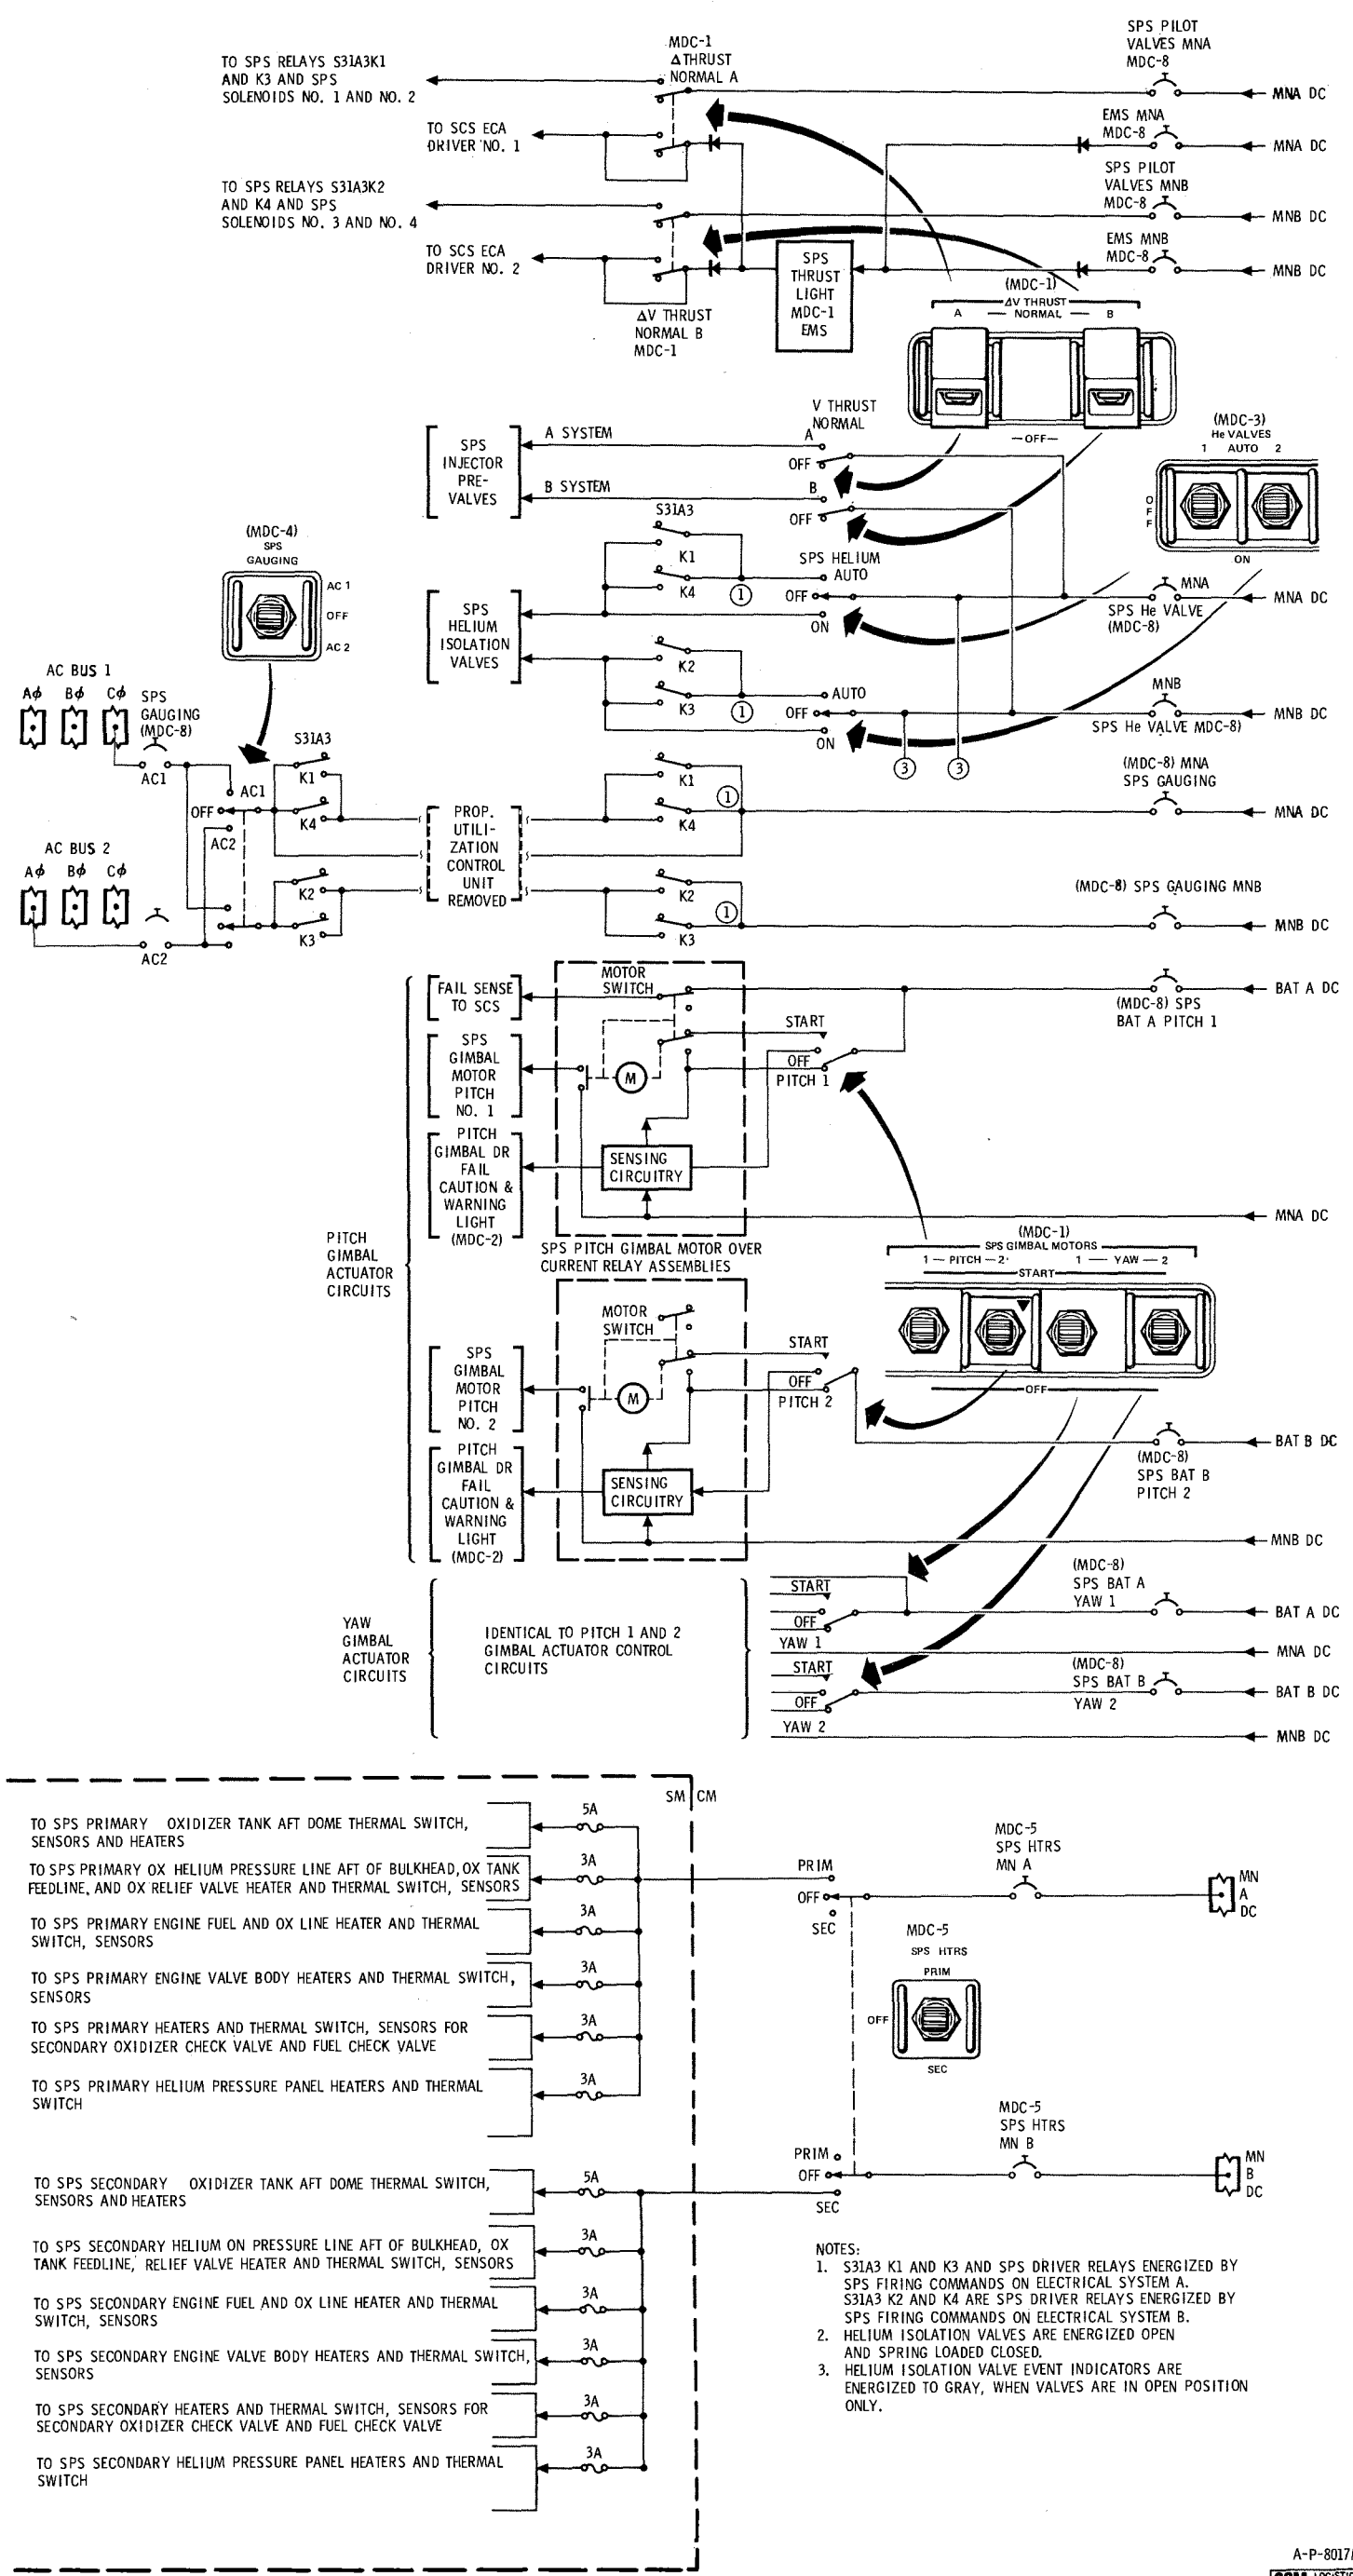 SPS PILOT
VALVES MNA
MDC-8
MNA DC
MDC-1
Δ THRUST
NORMAL A
TO SPS RELAYS S31A3K1
AND K3 AND SPS
SOLENOIDS NO. 1 AND NO. 2
EMS MNA
MDC-8
MNA DC
TO SCS ECA
DRIVER NO. 1
SPS PILOT
VALVES MNB
MDC-8
MNB DC
TO SPS RELAYS S31A3K2
AND K4 AND SPS
SOLENOIDS NO. 3 AND NO. 4
EMS MNB
MDC-8
MNB DC
TO SCS ECA
DRIVER NO. 2
SPS
THRUST
LIGHT
MDC-1
EMS
ΔV THRUST
NORMAL B
MDC-1
(MDC-1)
ΔV THRUST
A — NORMAL — B
—OFF—
V THRUST
NORMAL
A
OFF
B
OFF
SPS
INJECTOR
PRE-
VALVES
A SYSTEM
B SYSTEM
(MDC-3)
He VALVES
1 AUTO 2
OFF
ON
(MDC-4)
SPS
GAUGING
AC 1
OFF
AC 2
S31A3
K1
K4
1
SPS HELIUM
AUTO
OFF
ON
MNA
SPS He VALVE
(MDC-8)
MNA DC
SPS
HELIUM
ISOLATION
VALVES
K2
K3
1
AUTO
OFF
ON
MNB
SPS He VALVE MDC-8)
MNB DC
3
3
AC BUS 1
Aϕ Bϕ Cϕ
SPS
GAUGING
(MDC-8)
AC1
AC1
OFF
AC2
S31A3
K1
K4
K2
K3
AC BUS 2
Aϕ Bϕ Cϕ
AC2
PROP.
UTILI-
ZATION
CONTROL
UNIT
REMOVED
K1
K4
1
(MDC-8) MNA
SPS GAUGING
MNA DC
K2
K3
1
(MDC-8) SPS GAUGING MNB
MNB DC
PITCH
GIMBAL
ACTUATOR
CIRCUITS
FAIL SENSE
TO SCS
SPS
GIMBAL
MOTOR
PITCH
NO. 1
PITCH
GIMBAL DR
FAIL
CAUTION &
WARNING
LIGHT
(MDC-2)
MOTOR
SWITCH
M
SENSING
CIRCUITRY
START
OFF
PITCH 1
(MDC-8) SPS
BAT A PITCH 1
BAT A DC
MNA DC
SPS PITCH GIMBAL MOTOR OVER
CURRENT RELAY ASSEMBLIES
(MDC-1)
SPS GIMBAL MOTORS
1 — PITCH — 2 1 — YAW — 2
START
OFF
SPS
GIMBAL
MOTOR
PITCH
NO. 2
PITCH
GIMBAL DR
FAIL
CAUTION &
WARNING
LIGHT
(MDC-2)
MOTOR
SWITCH
M
SENSING
CIRCUITRY
START
OFF
PITCH 2
BAT B DC
(MDC-8)
SPS BAT B
PITCH 2
MNB DC
YAW
GIMBAL
ACTUATOR
CIRCUITS
IDENTICAL TO PITCH 1 AND 2
GIMBAL ACTUATOR CONTROL
CIRCUITS
START
OFF
YAW 1
START
OFF
YAW 2
(MDC-8)
SPS BAT A
YAW 1
BAT A DC
MNA DC
(MDC-8)
SPS BAT B
YAW 2
BAT B DC
MNB DC
SM CM
TO SPS PRIMARY OXIDIZER TANK AFT DOME THERMAL SWITCH,
SENSORS AND HEATERS
5A
TO SPS PRIMARY OX HELIUM PRESSURE LINE AFT OF BULKHEAD, OX TANK
FEEDLINE, AND OX RELIEF VALVE HEATER AND THERMAL SWITCH, SENSORS
3A
TO SPS PRIMARY ENGINE FUEL AND OX LINE HEATER AND THERMAL
SWITCH, SENSORS
3A
TO SPS PRIMARY ENGINE VALVE BODY HEATERS AND THERMAL SWITCH,
SENSORS
3A
TO SPS PRIMARY HEATERS AND THERMAL SWITCH, SENSORS FOR
SECONDARY OXIDIZER CHECK VALVE AND FUEL CHECK VALVE
3A
TO SPS PRIMARY HELIUM PRESSURE PANEL HEATERS AND THERMAL
SWITCH
3A
PRIM
OFF
SEC
MDC-5
SPS HTRS
MN A
MN
A
DC
MDC-5
SPS HTRS
PRIM
OFF
SEC
MDC-5
SPS HTRS
MN B
MN
B
DC
PRIM
OFF
SEC
TO SPS SECONDARY OXIDIZER TANK AFT DOME THERMAL SWITCH,
SENSORS AND HEATERS
5A
TO SPS SECONDARY HELIUM ON PRESSURE LINE AFT OF BULKHEAD, OX
TANK FEEDLINE, RELIEF VALVE HEATER AND THERMAL SWITCH, SENSORS
3A
TO SPS SECONDARY ENGINE FUEL AND OX LINE HEATER AND THERMAL
SWITCH, SENSORS
3A
TO SPS SECONDARY ENGINE VALVE BODY HEATERS AND THERMAL SWITCH,
SENSORS
3A
TO SPS SECONDARY HEATERS AND THERMAL SWITCH, SENSORS FOR
SECONDARY OXIDIZER CHECK VALVE AND FUEL CHECK VALVE
3A
TO SPS SECONDARY HELIUM PRESSURE PANEL HEATERS AND THERMAL
SWITCH
3A
NOTES:
1. S31A3 K1 AND K3 AND SPS DRIVER RELAYS ENERGIZED BY
SPS FIRING COMMANDS ON ELECTRICAL SYSTEM A.
S31A3 K2 AND K4 ARE SPS DRIVER RELAYS ENERGIZED BY
SPS FIRING COMMANDS ON ELECTRICAL SYSTEM B.
2. HELIUM ISOLATION VALVES ARE ENERGIZED OPEN
AND SPRING LOADED CLOSED.
3. HELIUM ISOLATION VALVE EVENT INDICATORS ARE
ENERGIZED TO GRAY, WHEN VALVES ARE IN OPEN POSITION
ONLY.
A-P-8017